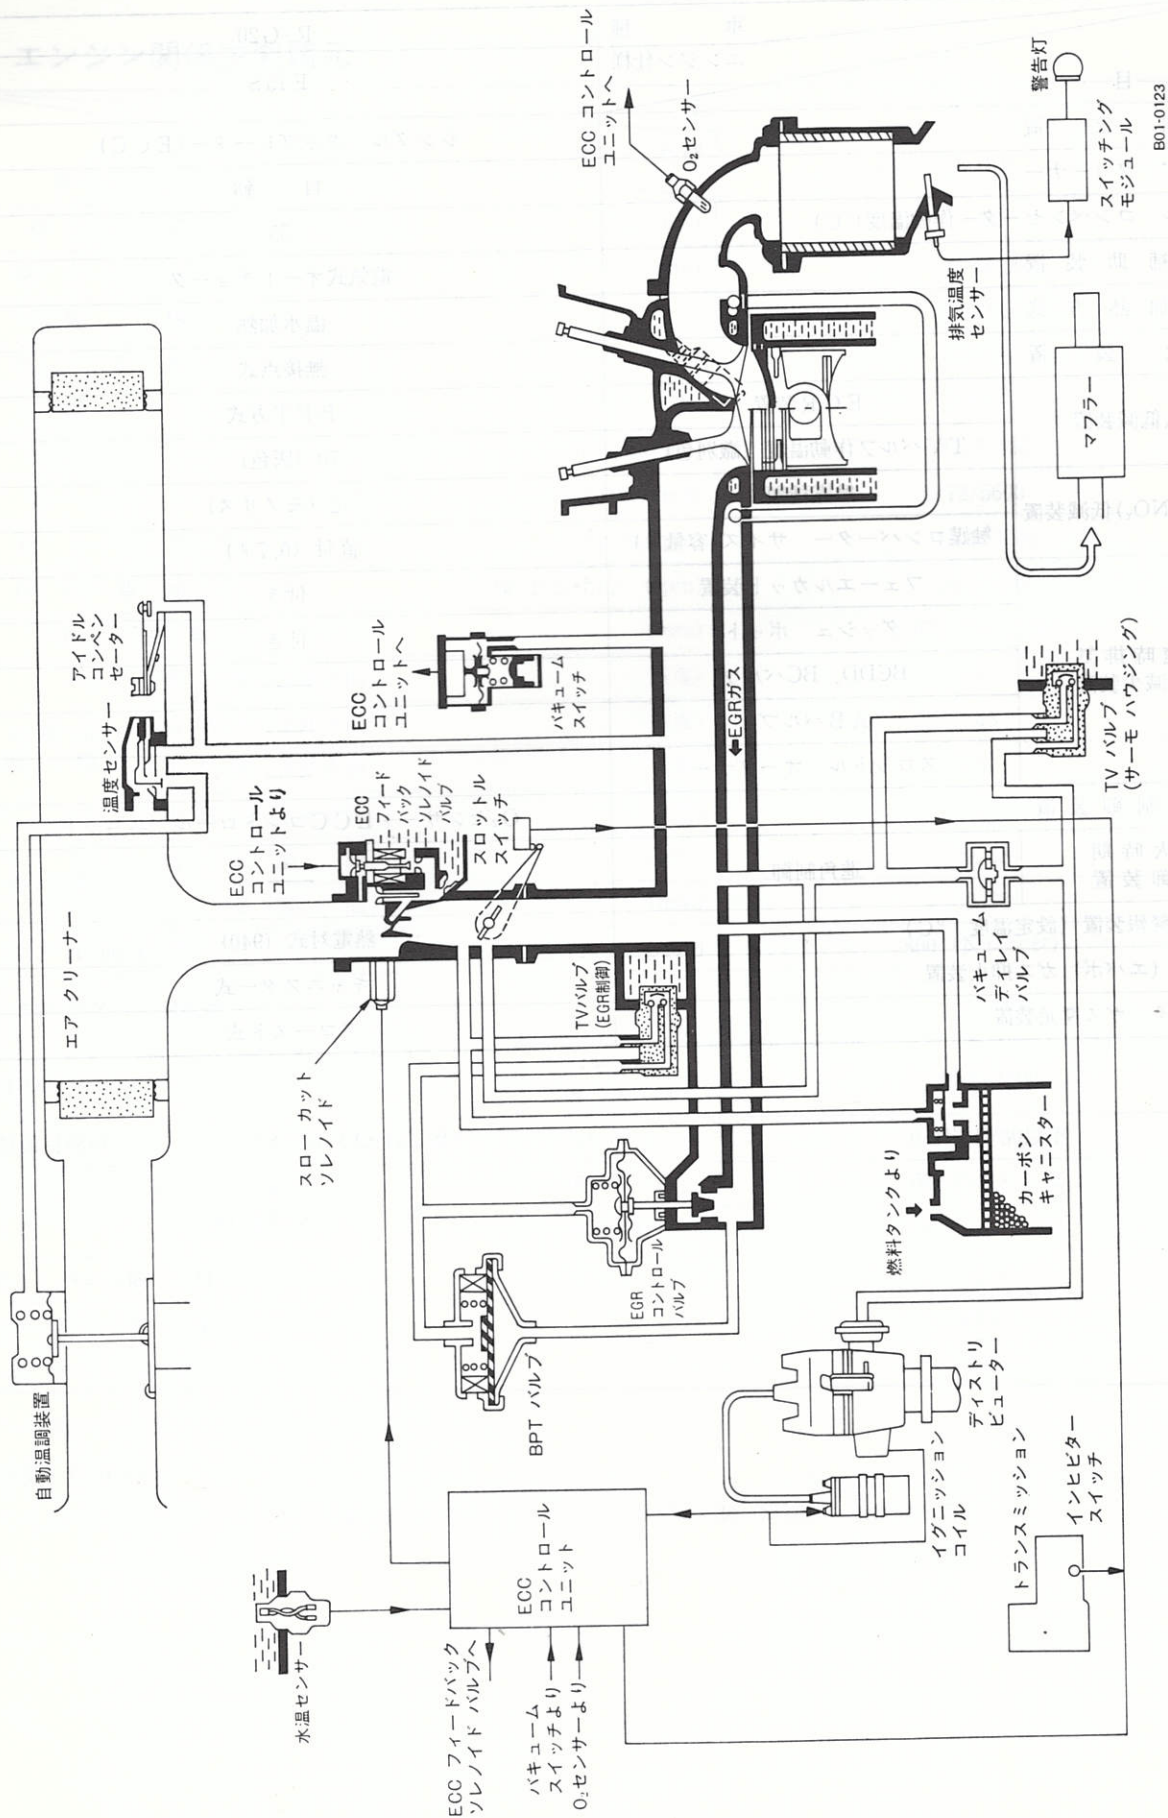 自動温調装置
エア クリーナー
温度センサー
アイドル
コンペン
セーター
水温センサー
スロー カット
ソレノイド
ECC
コントロール
ユニットより
ECC
フィード
バック
ソレノイド
バルブ
スロットル
スイッチ
ECC
コントロール
ユニットへ
バキューム
スイッチ
ECC コントロール
ユニットへ
O₂センサー
ECC フィードバック
ソレノイド バルブへ
バキューム
スイッチより
O₂センサーより
ECC
コントロール
ユニット
BPT バルブ
EGR
コントロール
バルブ
TVバルブ
(EGR制御)
EGRガス
イグニッション
コイル
ディストリ
ビューター
燃料タンクより
カーボン
キャニスター
バキューム
ディレイ
バルブ
TV バルブ
(サーモ ハウジング)
トランスミッション
インヒビター
スイッチ
マフラー
排気温度
センサー
スイッチング
モジュール
警告灯
B01-0123